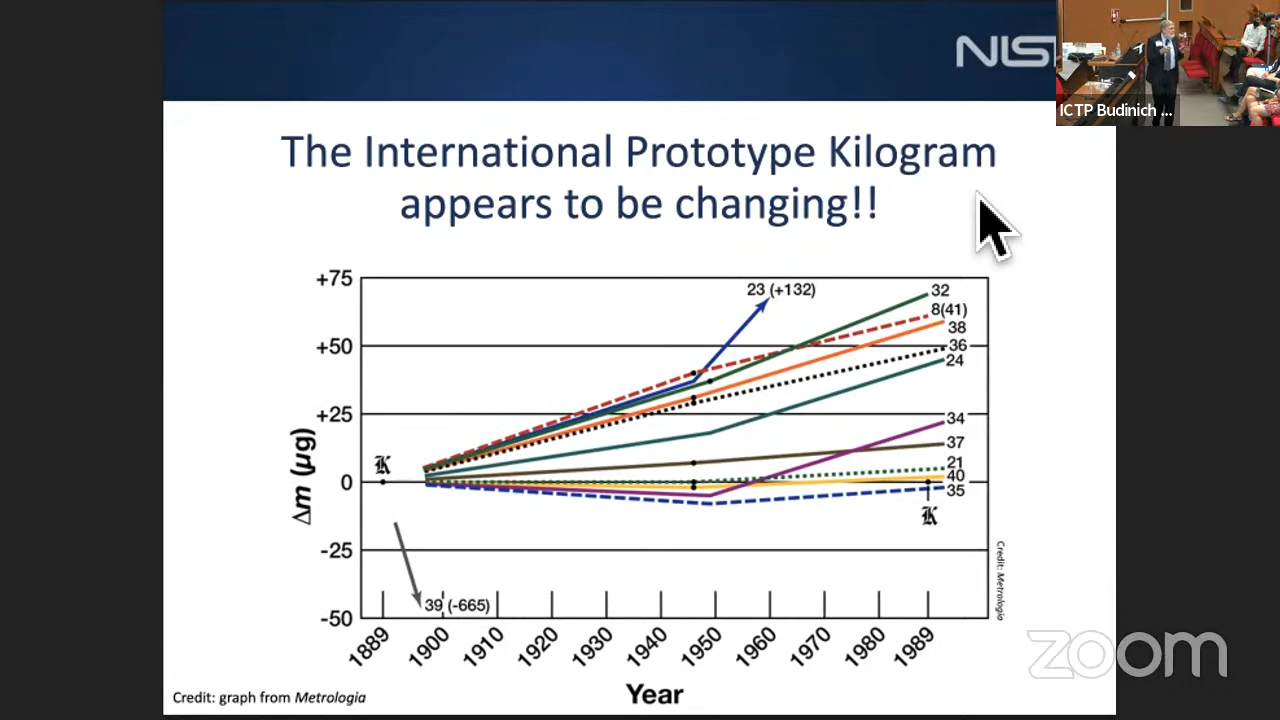 NIS
ICTP Budinich ...
The International Prototype Kilogram
appears to be changing!!
+75
+50
+25
0
-25
-50
Δm (µg)
𝕶
23 (+132)
32
8(41)
38
36
24
34
37
21
40
35
𝕶
39 (-665)
1889
1900
1910
1920
1930
1940
1950
1960
1970
1980
1989
Year
Credit: Metrologia
Credit: graph from Metrologia
zoom